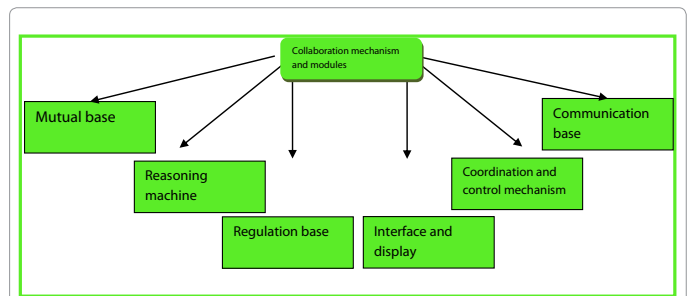 Collaboration mechanism
and modules
Mutual base
Communication
base
Reasoning
machine
Coordination and
control mechanism
Regulation base
Interface and
display